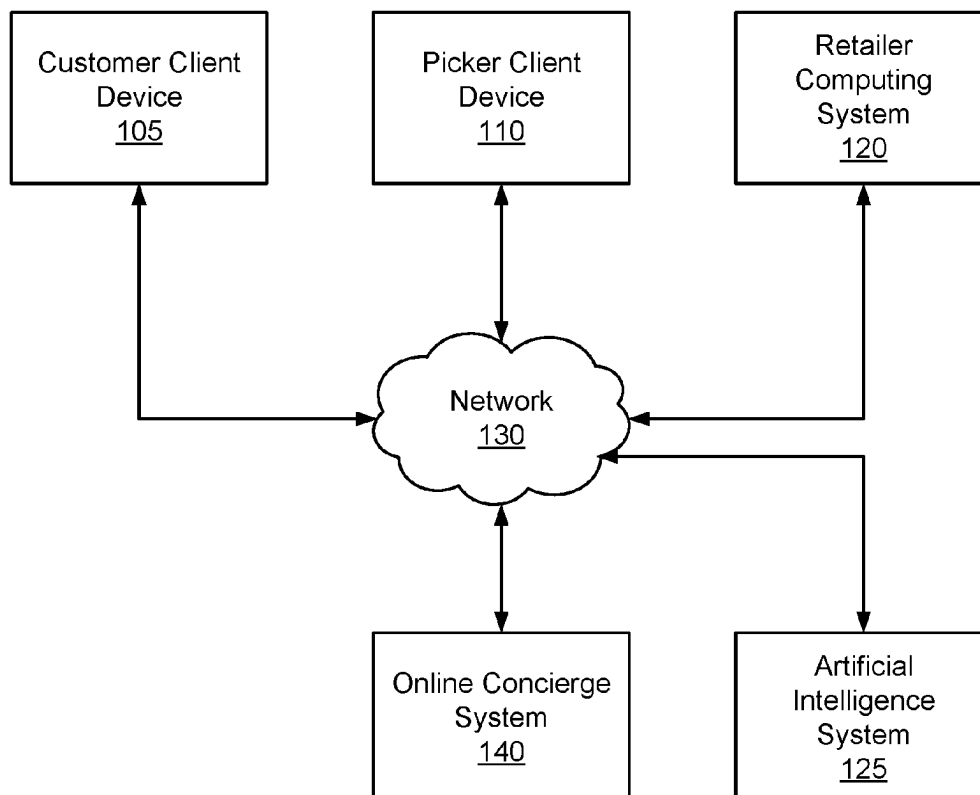 Customer Client
Device
105
Picker Client
Device
110
Retailer
Computing
System
120
Network
130
Online Concierge
System
140
Artificial
Intelligence
System
125